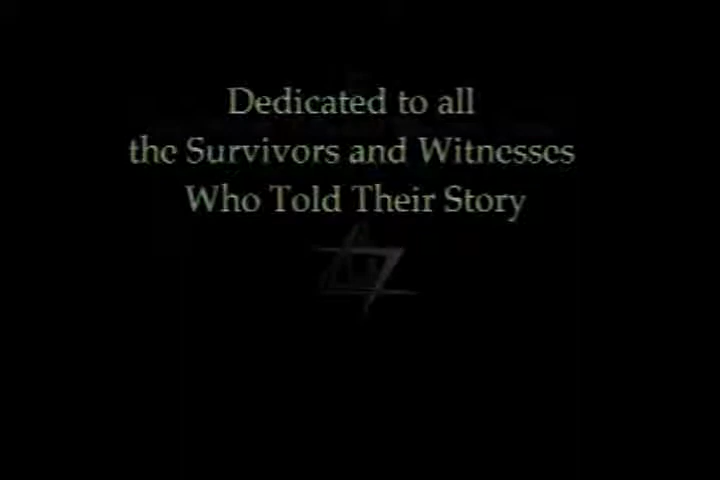 Dedicated to all
the Survivors and Witnesses
Who Told Their Story